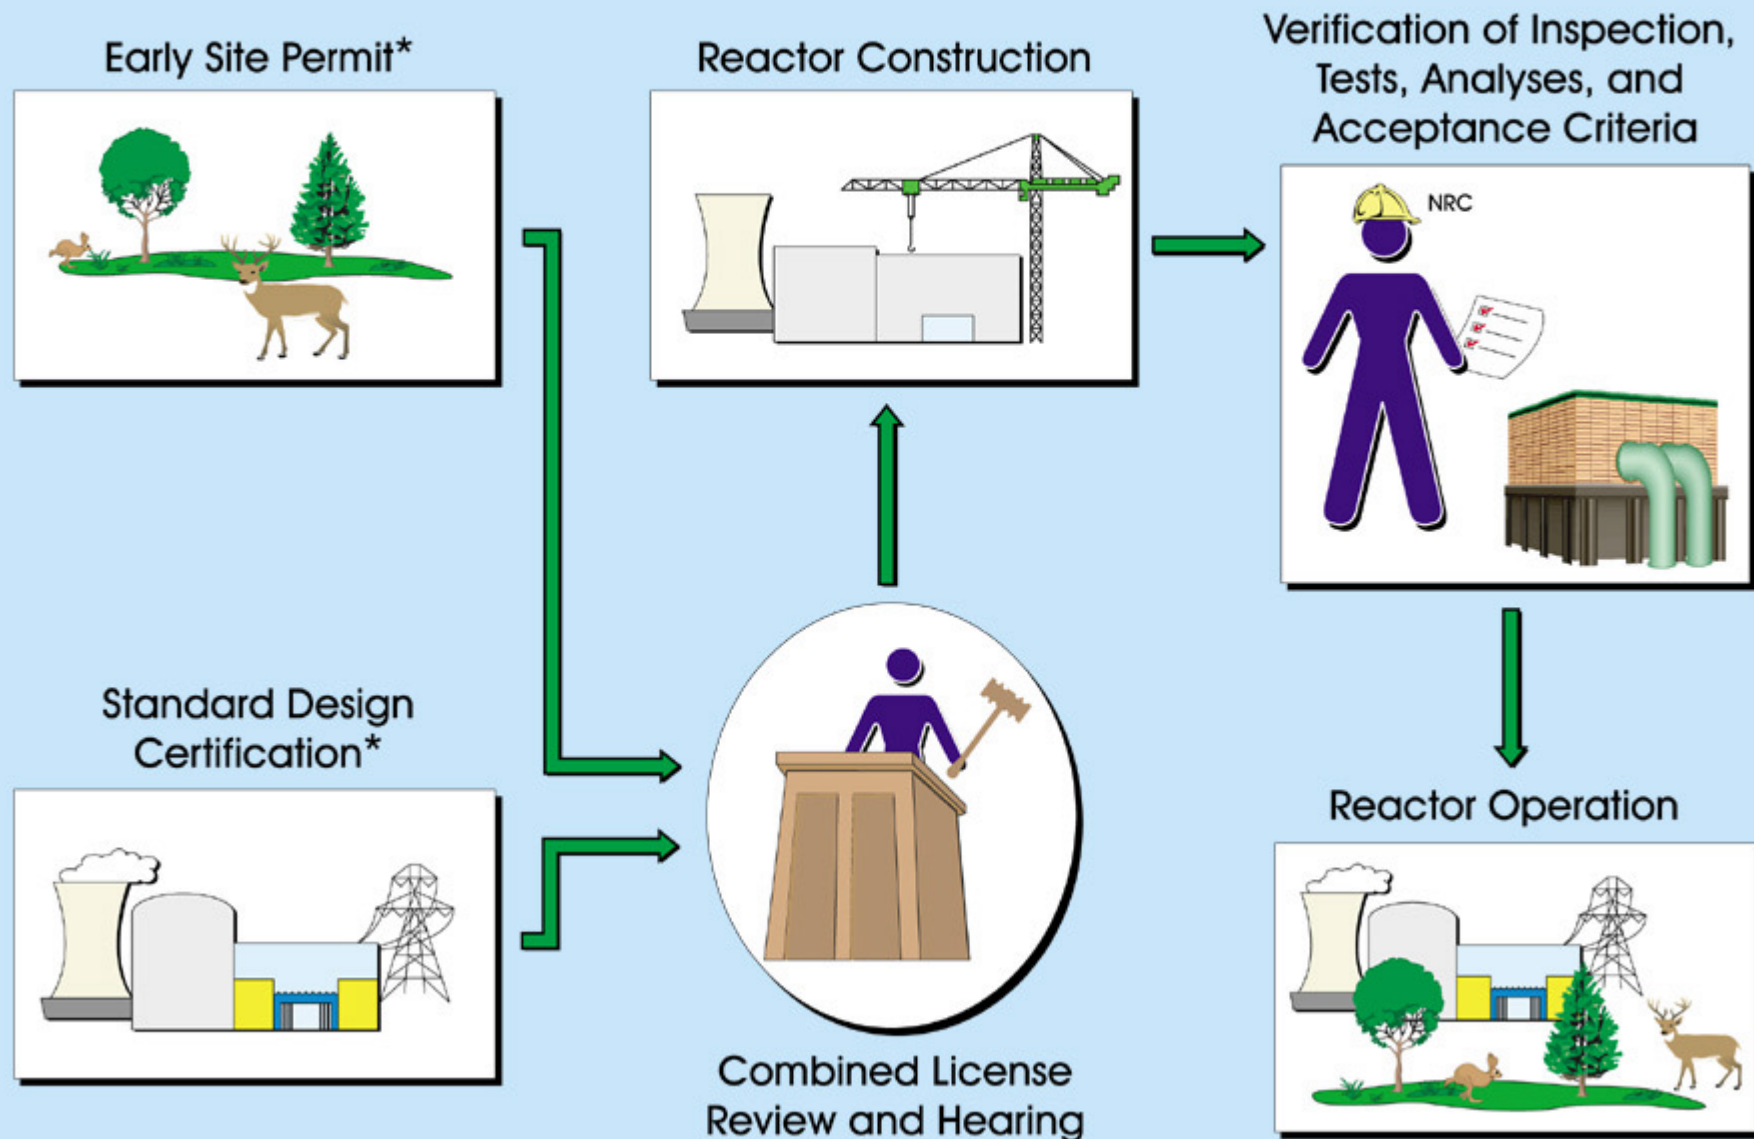 Early Site Permit*
Reactor Construction
Verification of Inspection,
Tests, Analyses, and
Acceptance Criteria
NRC
Standard Design
Certification*
Combined License
Review and Hearing
Reactor Operation